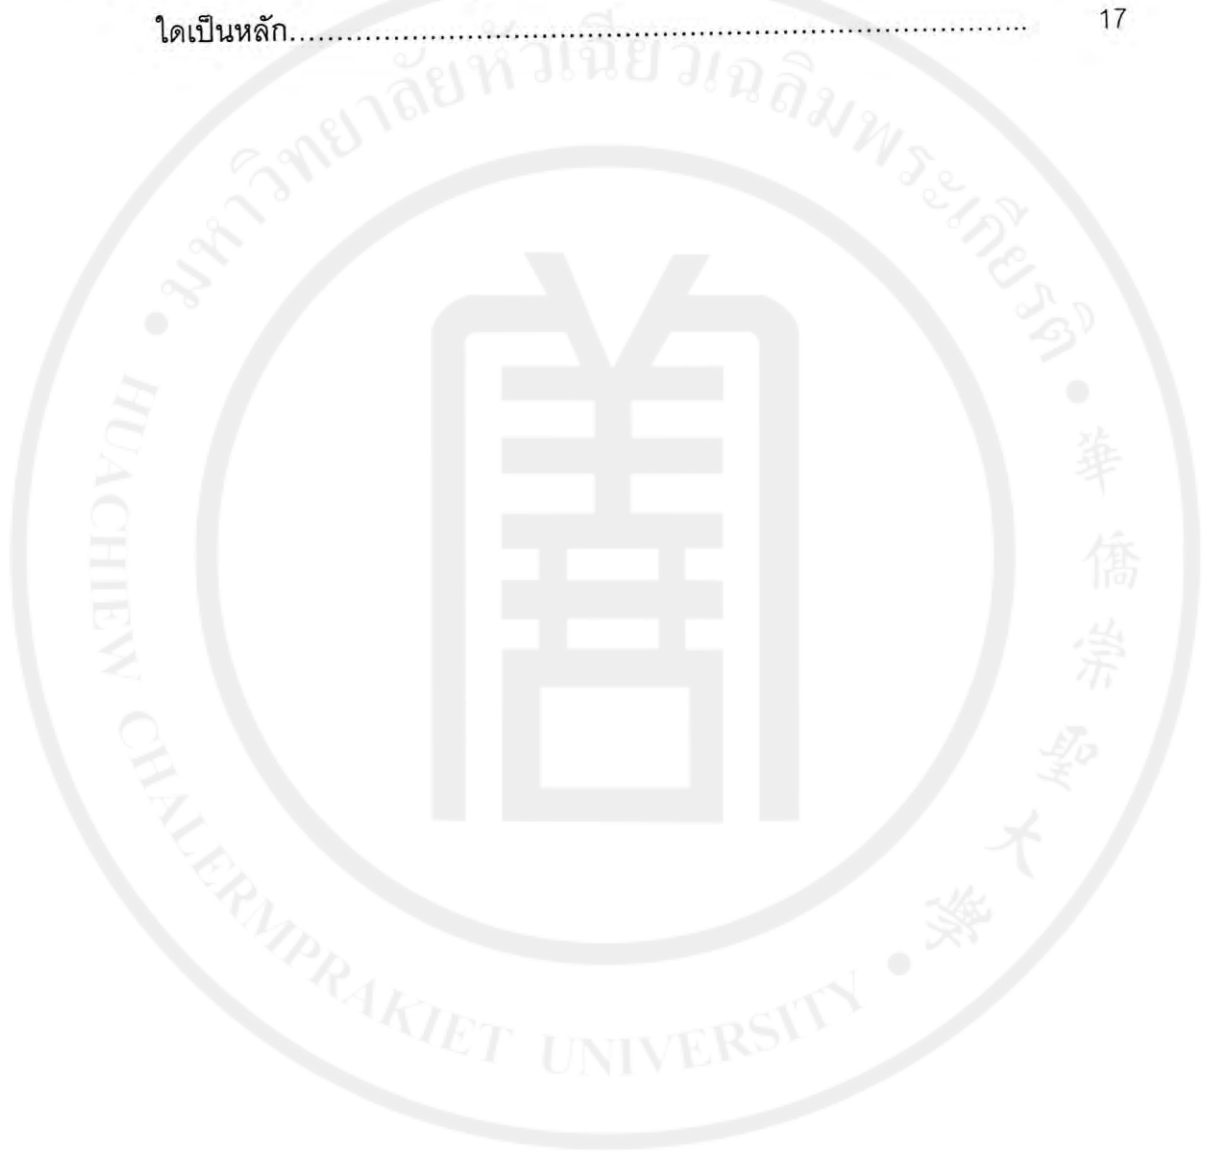 ใดเป็นหลัก........................................................................... 17
มหาวิทยาลัยหัวเฉียวเฉลิมพระเกียรติ
華僑崇聖大學
HUACHIEW CHALERMPRAKIET UNIVERSITY